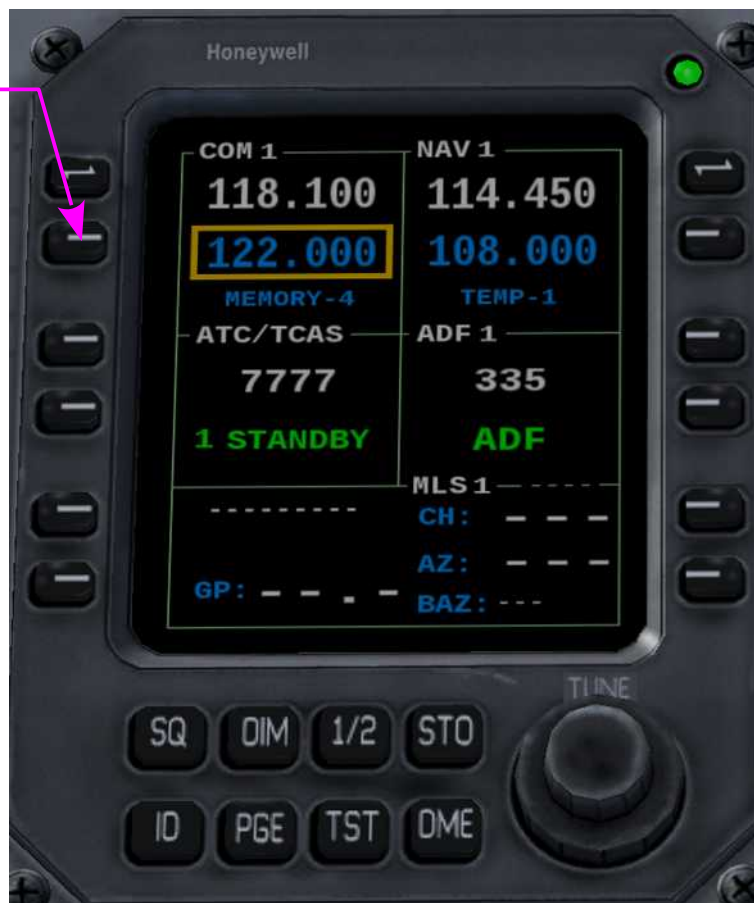 Honeywell
COM 1 NAV 1
118.100 114.450
122.000 108.000
MEMORY-4 TEMP-1
ATC/TCAS ADF 1
7777 335
1 STANDBY ADF
MLS 1
--------- CH: – – –
AZ: – – –
GP: – – . – BAZ: ---
TUNE
SQ DIM 1/2 STO
ID PGE TST DME